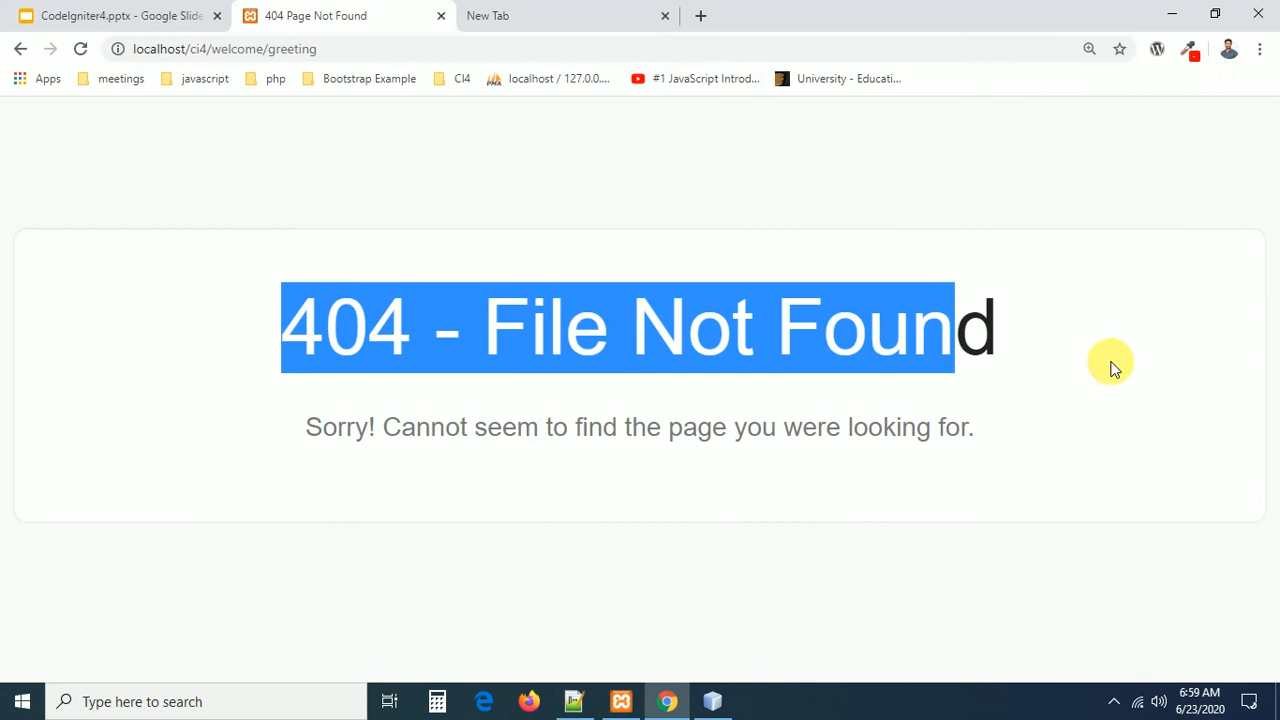 CodeIgniter4.pptx - Google Slide
404 Page Not Found
New Tab
localhost/ci4/welcome/greeting
Apps
meetings
javascript
php
Bootstrap Example
CI4
localhost / 127.0.0....
#1 JavaScript Introd...
University - Educati...
404 - File Not Found
Sorry! Cannot seem to find the page you were looking for.
Type here to search
6:59 AM
6/23/2020